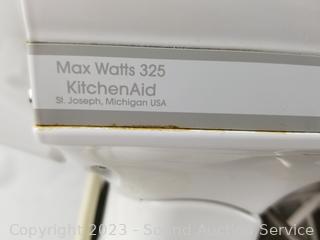 Max Watts 325
KitchenAid
St. Joseph, Michigan USA
Copyright 2023 - Sound Auction Service